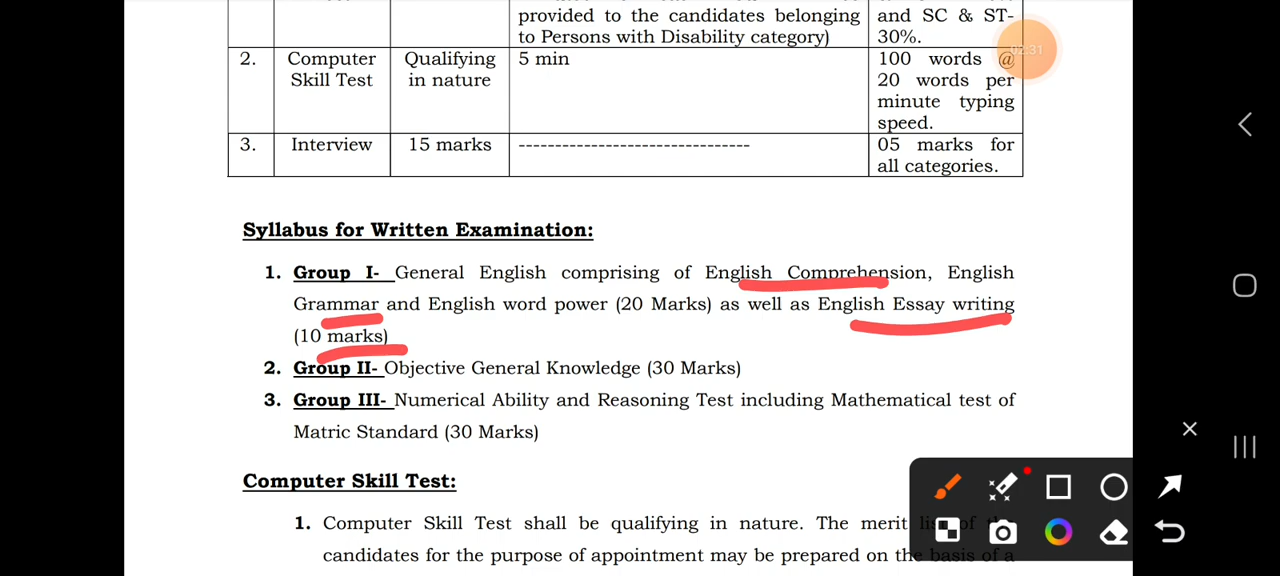 provided to the candidates belonging
to Persons with Disability category)
and SC & ST-
30%.
02:31
2.
Computer
Skill Test
Qualifying
in nature
5 min
100 words @
20 words per
minute typing
speed.
3.
Interview
15 marks
--------------------------------
05 marks for
all categories.
Syllabus for Written Examination:
1. Group I- General English comprising of English Comprehension, English
Grammar and English word power (20 Marks) as well as English Essay writing
(10 marks)
2. Group II- Objective General Knowledge (30 Marks)
3. Group III- Numerical Ability and Reasoning Test including Mathematical test of
Matric Standard (30 Marks)
Computer Skill Test:
1. Computer Skill Test shall be qualifying in nature. The merit list of the
candidates for the purpose of appointment may be prepared on the basis of a